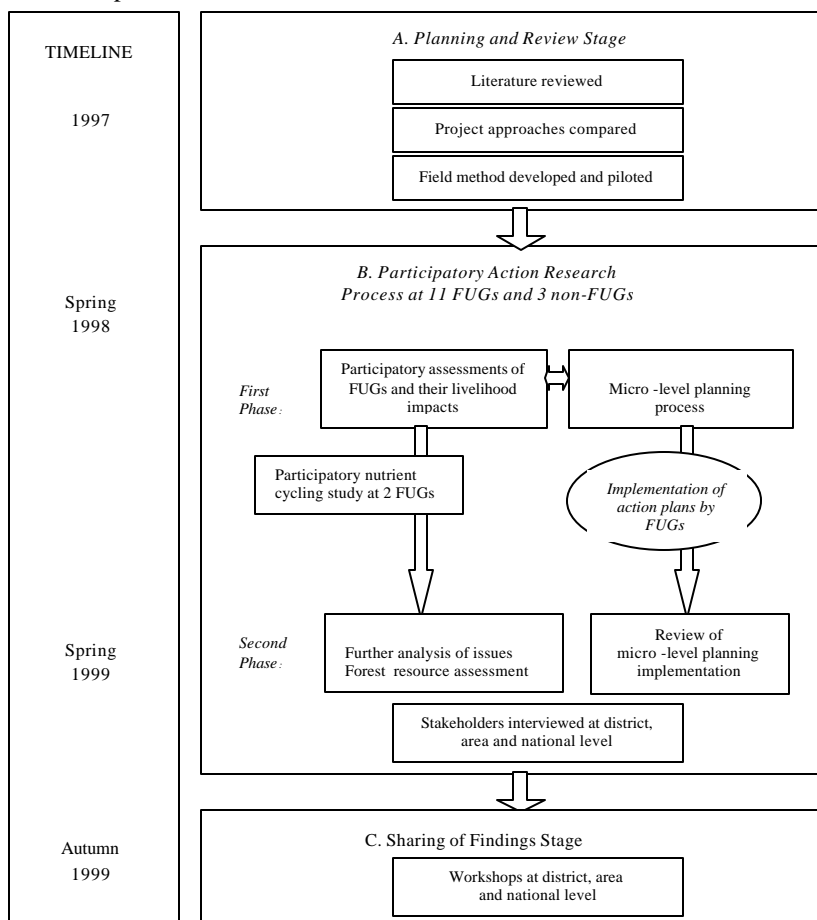 TIMELINE
1997
Spring
1998
Spring
1999
Autumn
1999
A. Planning and Review Stage
Literature reviewed
Project approaches compared
Field method developed and piloted
B. Participatory Action Research
Process at 11 FUGs and 3 non-FUGs
First
Phase:
Participatory assessments of
FUGs and their livelihood
impacts
Micro -level planning
process
Participatory nutrient
cycling study at 2 FUGs
Implementation of
action plans by
FUGs
Second
Phase:
Further analysis of issues
Forest resource assessment
Review of
micro -level planning
implementation
Stakeholders interviewed at district,
area and national level
C. Sharing of Findings Stage
Workshops at district, area
and national level